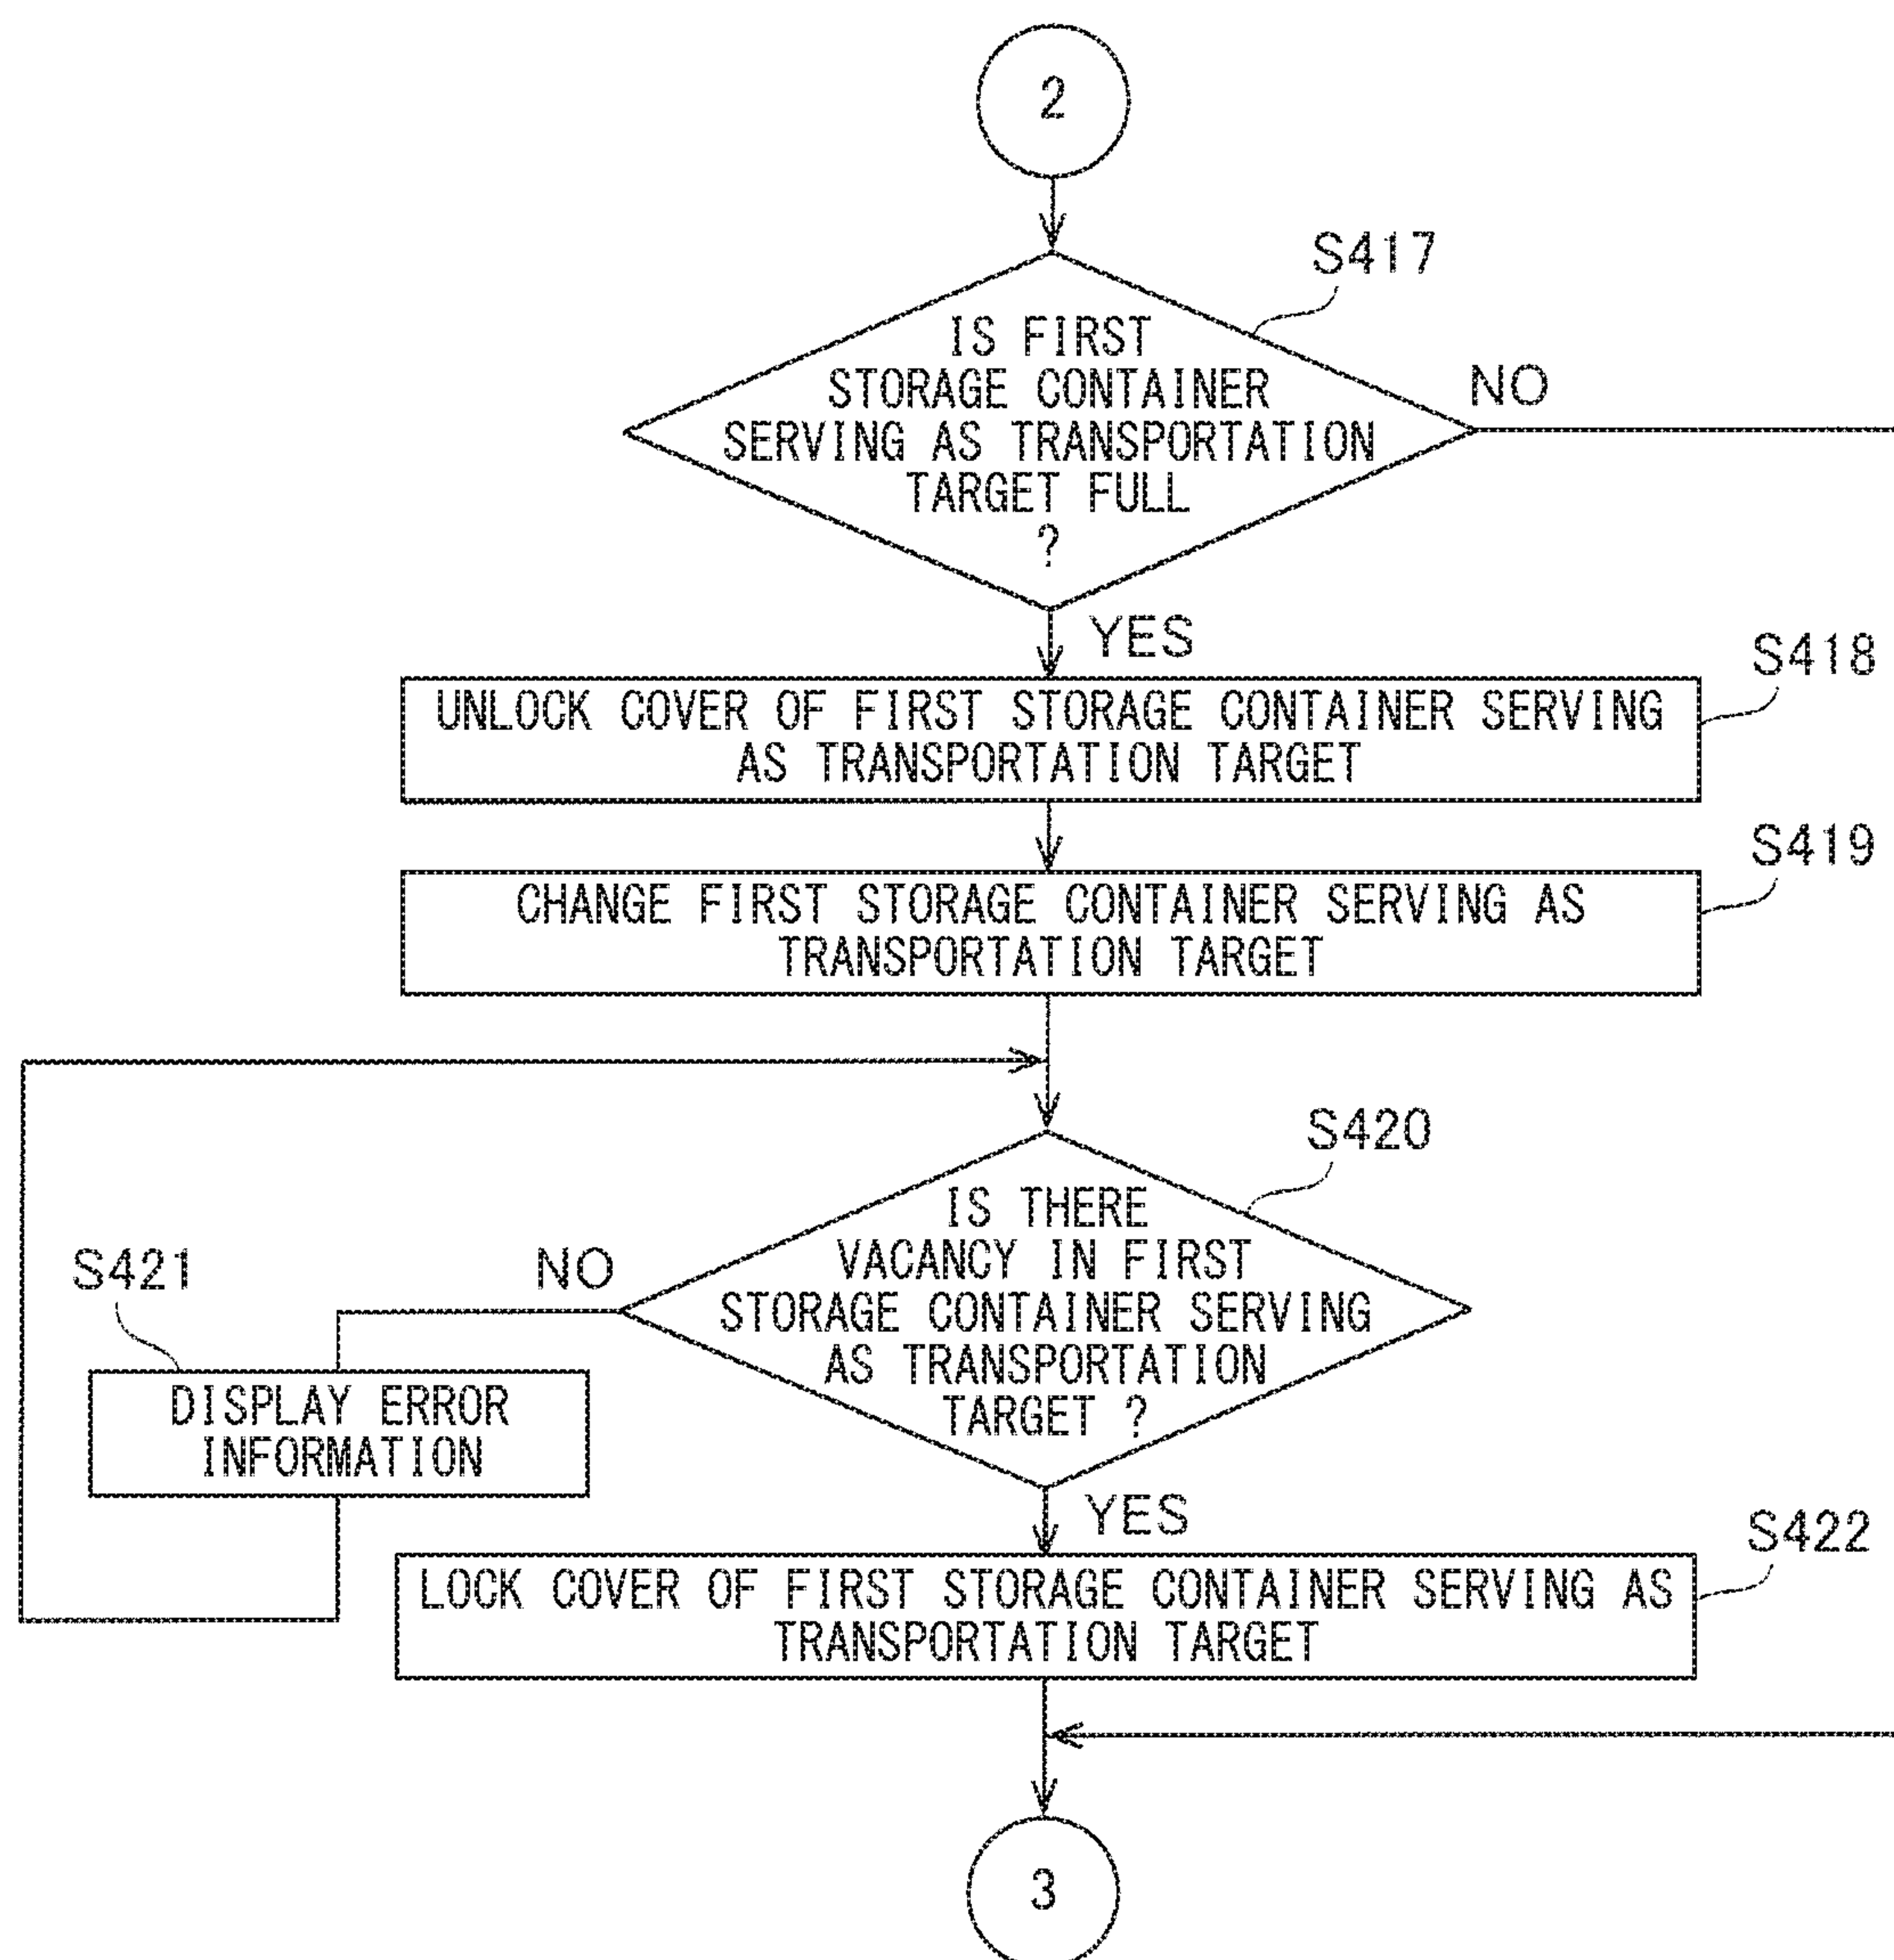 2
S417
IS FIRST
STORAGE CONTAINER
SERVING AS TRANSPORTATION
TARGET FULL
?
NO
YES
S418
UNLOCK COVER OF FIRST STORAGE CONTAINER SERVING
AS TRANSPORTATION TARGET
S419
CHANGE FIRST STORAGE CONTAINER SERVING AS
TRANSPORTATION TARGET
S420
IS THERE
VACANCY IN FIRST
STORAGE CONTAINER SERVING
AS TRANSPORTATION
TARGET ?
NO
S421
DISPLAY ERROR
INFORMATION
YES
S422
LOCK COVER OF FIRST STORAGE CONTAINER SERVING AS
TRANSPORTATION TARGET
3